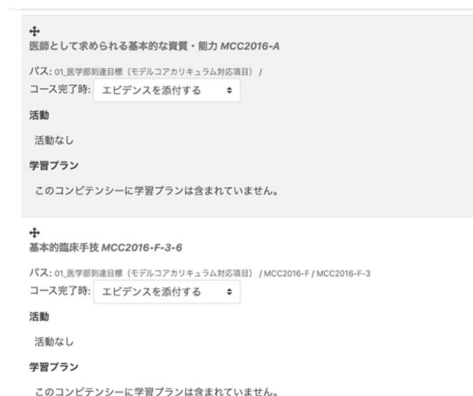 医師として求められる基本的な資質・能力 MCC2016-A
パス: 01_医学部到達目標（モデルコアカリキュラム対応項目） /
コース完了時: エビデンスを添付する
活動
活動なし
学習プラン
このコンピテンシーに学習プランは含まれていません。
基本的臨床手技 MCC2016-F-3-6
パス: 01_医学部到達目標（モデルコアカリキュラム対応項目） / MCC2016-F / MCC2016-F-3
コース完了時: エビデンスを添付する
活動
活動なし
学習プラン
このコンピテンシーに学習プランは含まれていません。